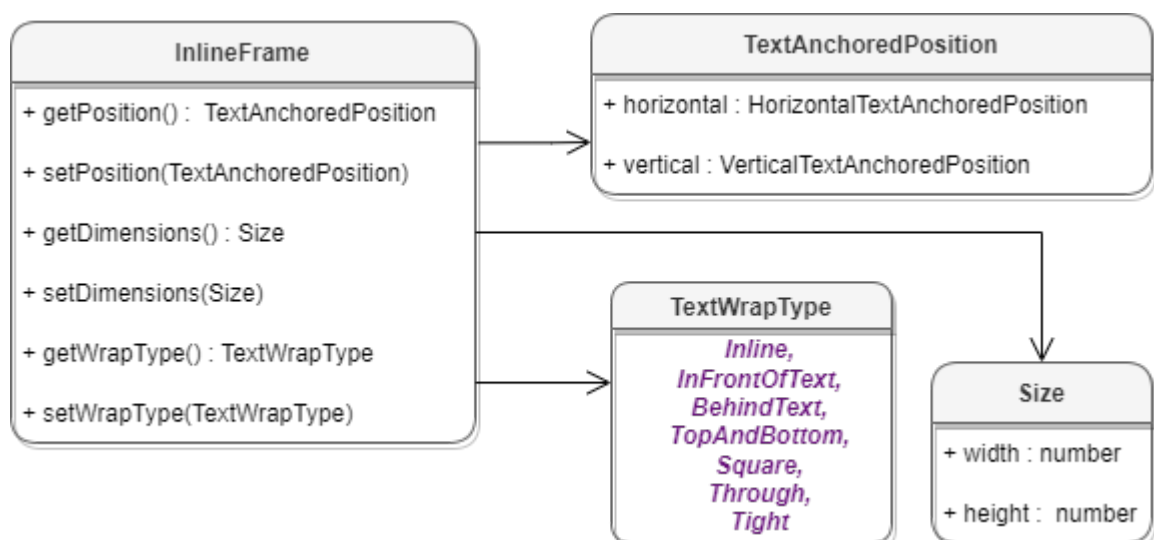 InlineFrame
+ getPosition() : TextAnchoredPosition
+ setPosition(TextAnchoredPosition)
+ getDimensions() : Size
+ setDimensions(Size)
+ getWrapType() : TextWrapType
+ setWrapType(TextWrapType)
TextAnchoredPosition
+ horizontal : HorizontalTextAnchoredPosition
+ vertical : VerticalTextAnchoredPosition
TextWrapType
Inline,
InFrontOfText,
BehindText,
TopAndBottom,
Square,
Through,
Tight
Size
+ width : number
+ height : number